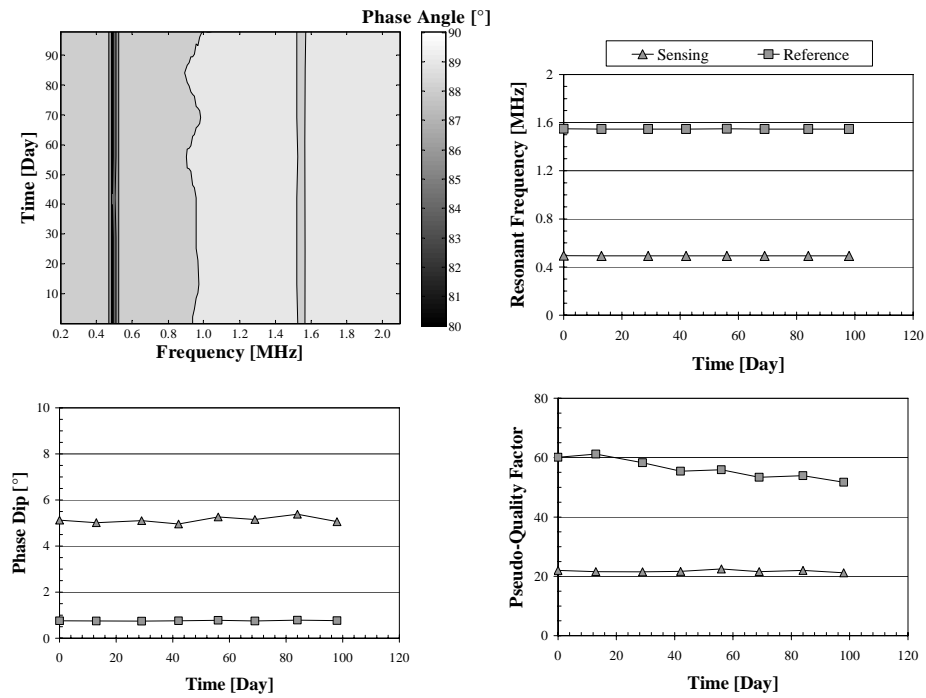 Phase Angle [°]
90
80
70
60
50
40
30
20
10
Time [Day]
0.2 0.4 0.6 0.8 1.0 1.2 1.4 1.6 1.8 2.0
Frequency [MHz]
90
89
88
87
86
85
84
83
82
81
80
Sensing Reference
2
1.6
1.2
0.8
0.4
0
Resonant Frequency [MHz]
0 20 40 60 80 100 120
Time [Day]
10
8
6
4
2
0
Phase Dip [°]
0 20 40 60 80 100 120
Time [Day]
80
60
40
20
0
Pseudo-Quality Factor
0 20 40 60 80 100 120
Time [Day]